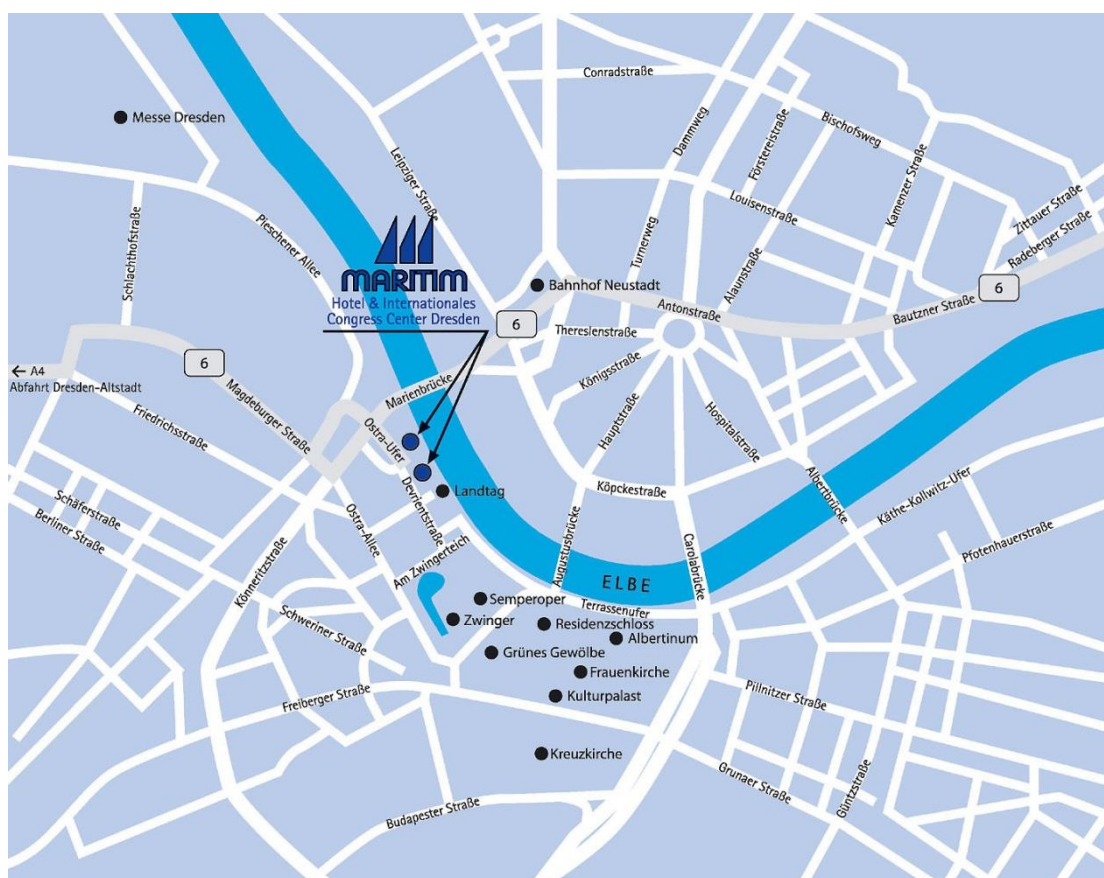 Conradstraße
Messe Dresden
Leipziger Straße
Dammweg
Förstereistraße
Bischofsweg
Louisenstraße
Kamenzer Straße
Zittauer Straße
Radeberger Straße
Schlachthofstraße
Pieschener Allee
MARITIM
Hotel & Internationales
Congress Center Dresden
Turnerweg
Alaunstraße
Bahnhof Neustadt
Antonstraße
Bautzner Straße
6
6
6
Thereslenstraße
← A4
Abfahrt Dresden-Altstadt
Magdeburger Straße
Marienbrücke
Königsstraße
Hauptstraße
Hospitalstraße
Friedrichsstraße
Ostra-Ufer
Devrientstraße
Landtag
Köpckestraße
Albertbrücke
Käthe-Kollwitz-Ufer
Schäferstraße
Berliner Straße
Ostra-Allee
Am Zwingerteich
Augustusbrücke
Carolabrücke
Pfotenhauerstraße
Könneritzstraße
ELBE
Semperoper
Terrassenufer
Zwinger
Residenzschloss
Schweriner Straße
Albertinum
Grünes Gewölbe
Frauenkirche
Kulturpalast
Freiberger Straße
Pillnitzer Straße
Kreuzkirche
Grunaer Straße
Güntzstraße
Budapester Straße